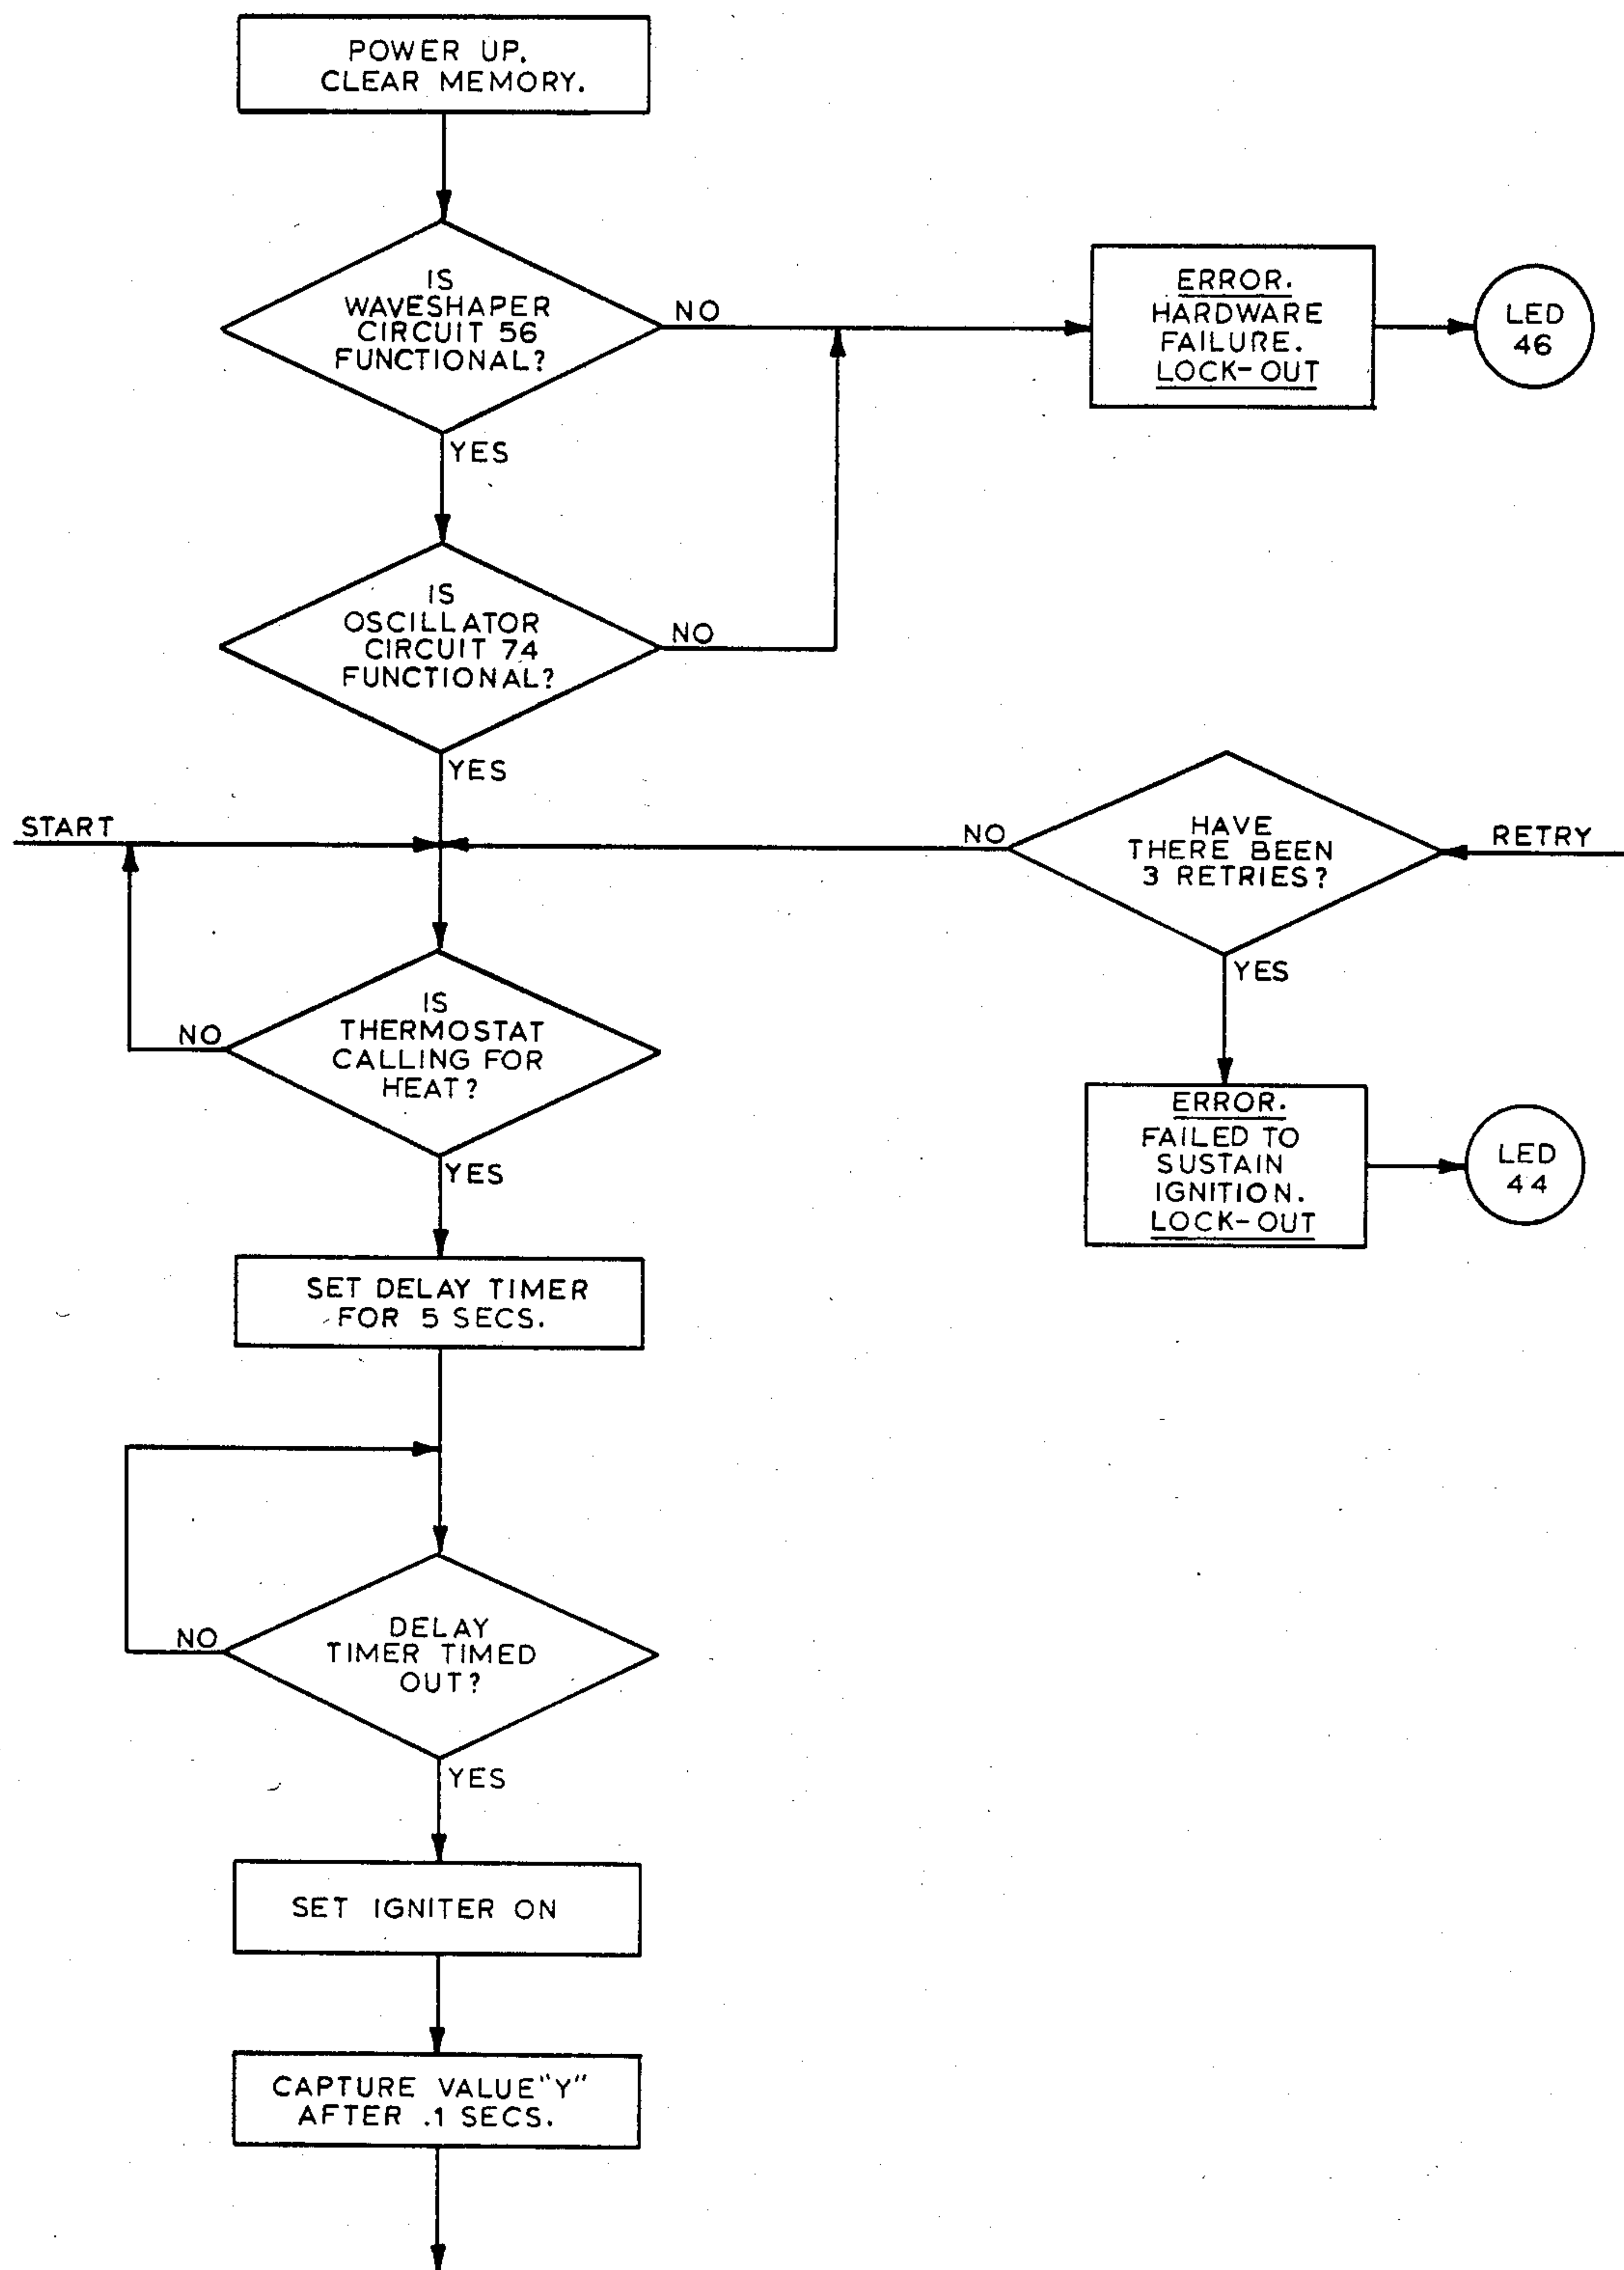 POWER UP.
CLEAR MEMORY.
IS
WAVESHAPER
CIRCUIT 56
FUNCTIONAL?
NO
YES
ERROR.
HARDWARE
FAILURE.
LOCK-OUT
LED
46
IS
OSCILLATOR
CIRCUIT 74
FUNCTIONAL?
NO
YES
START
NO
HAVE
THERE BEEN
3 RETRIES?
RETRY
YES
IS
THERMOSTAT
CALLING FOR
HEAT?
NO
YES
ERROR.
FAILED TO
SUSTAIN
IGNITION.
LOCK-OUT
LED
44
SET DELAY TIMER
FOR 5 SECS.
DELAY
TIMER TIMED
OUT?
NO
YES
SET IGNITER ON
CAPTURE VALUE "Y"
AFTER .1 SECS.